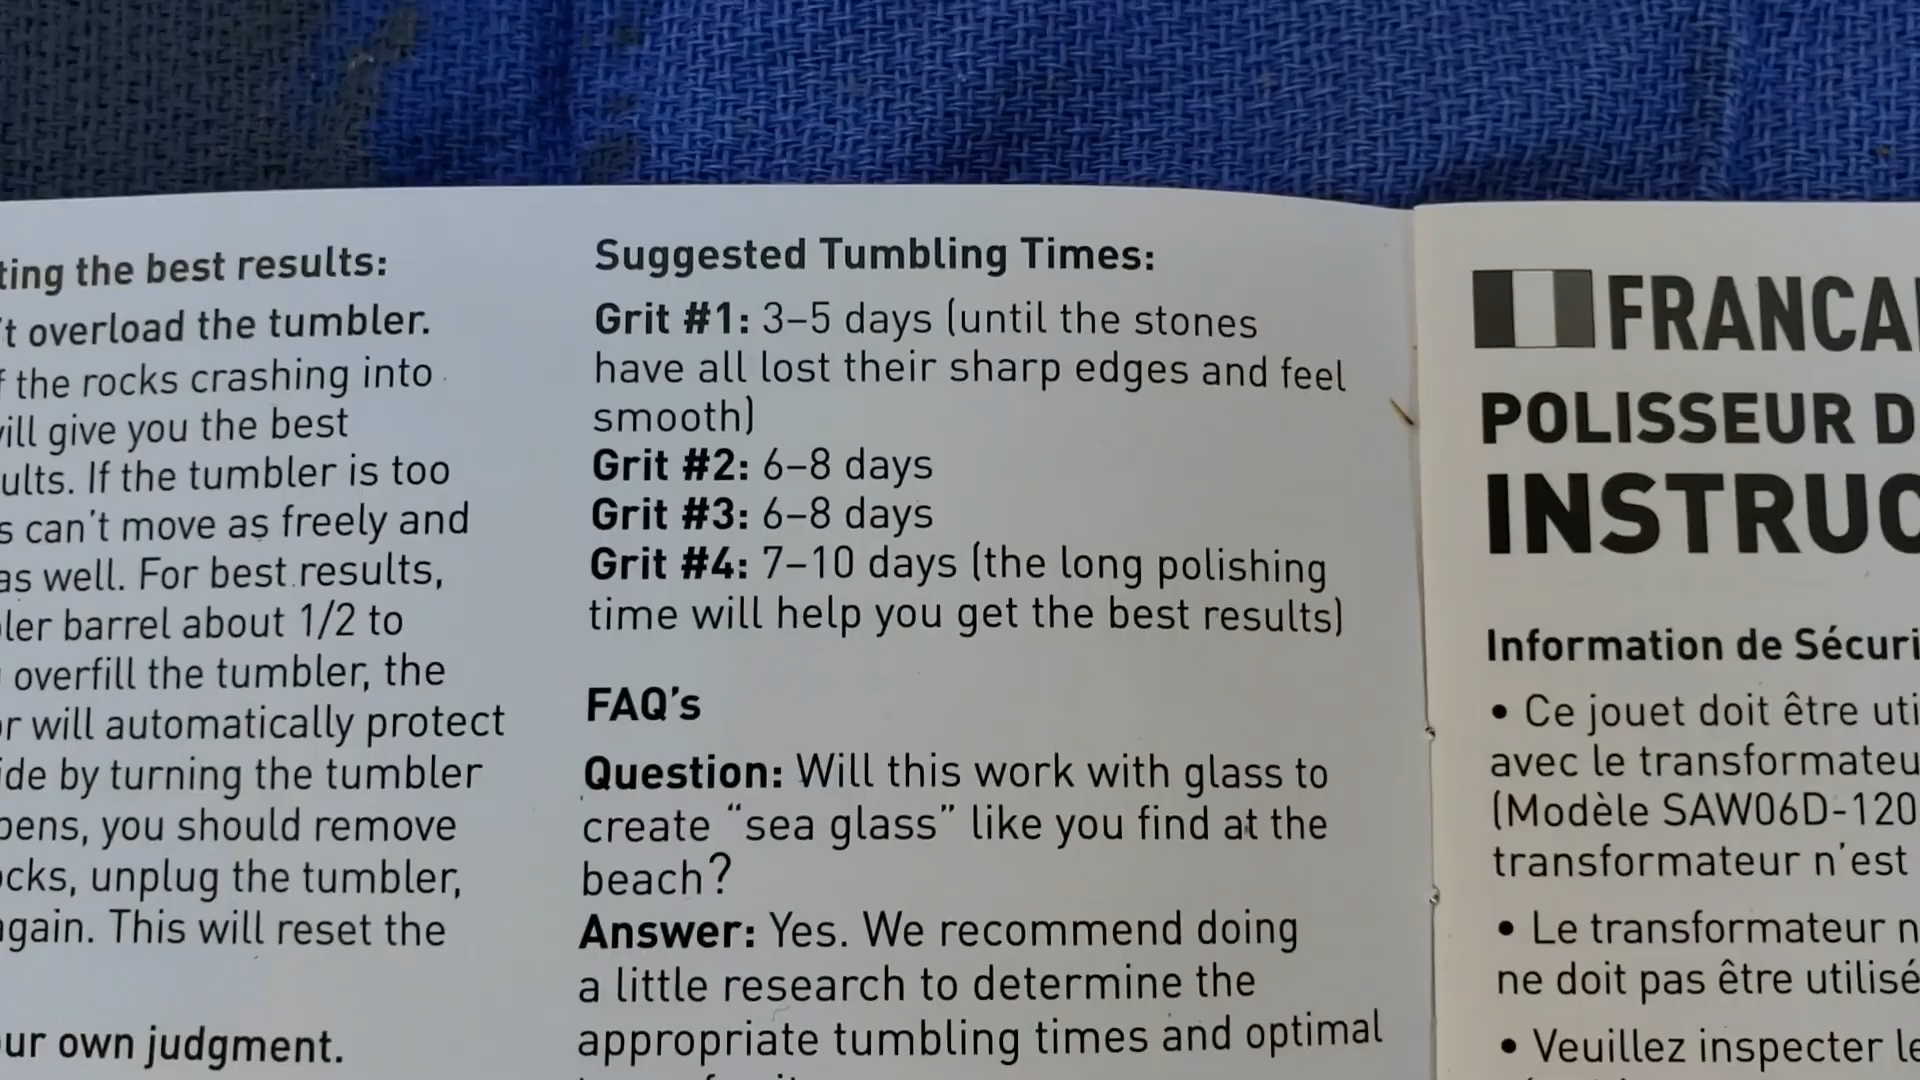 ting the best results:
't overload the tumbler.
f the rocks crashing into
will give you the best
ults. If the tumbler is too
s can't move as freely and
as well. For best results,
ler barrel about 1/2 to
overfill the tumbler, the
or will automatically protect
ide by turning the tumbler
pens, you should remove
ocks, unplug the tumbler,
again. This will reset the
our own judgment.
Suggested Tumbling Times:
Grit #1: 3–5 days (until the stones
have all lost their sharp edges and feel
smooth)
Grit #2: 6–8 days
Grit #3: 6–8 days
Grit #4: 7–10 days (the long polishing
time will help you get the best results)
FAQ's
Question: Will this work with glass to
create “sea glass” like you find at the
beach?
Answer: Yes. We recommend doing
a little research to determine the
appropriate tumbling times and optimal
FRANCAI
POLISSEUR D
INSTRUC
Information de Sécuri
• Ce jouet doit être uti
avec le transformateu
(Modèle SAW06D-120
transformateur n'est
• Le transformateur n
ne doit pas être utilisé
• Veuillez inspecter le